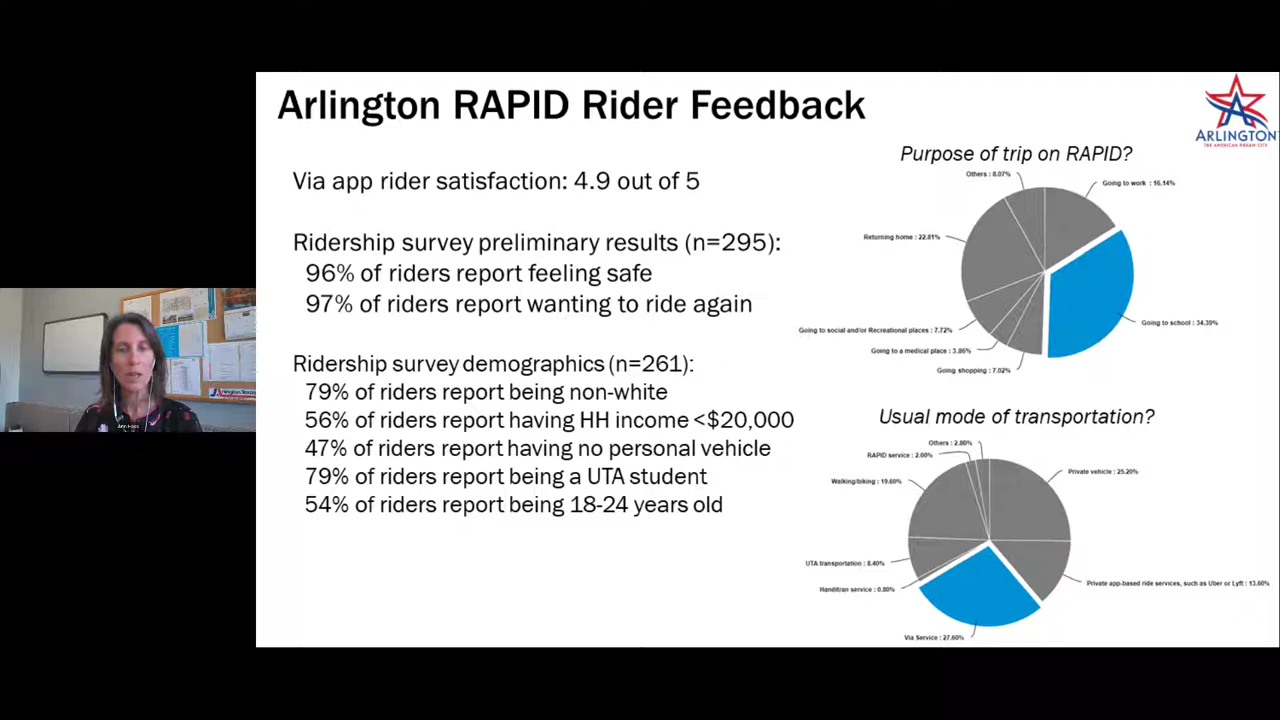 Arlington RAPID Rider Feedback
ARLINGTON
THE AMERICAN DREAM CITY
Via app rider satisfaction: 4.9 out of 5
Ridership survey preliminary results (n=295):
96% of riders report feeling safe
97% of riders report wanting to ride again
Ridership survey demographics (n=261):
79% of riders report being non-white
56% of riders report having HH income <$20,000
47% of riders report having no personal vehicle
79% of riders report being a UTA student
54% of riders report being 18-24 years old
Purpose of trip on RAPID?
Others : 8.07%
Going to work : 16.14%
Returning home : 22.81%
Going to school : 34.39%
Going to social and/or Recreational places : 7.72%
Going to a medical place : 3.86%
Going shopping : 7.02%
Usual mode of transportation?
Others : 2.80%
RAPID service : 2.00%
Private vehicle : 25.20%
Walking/biking : 19.60%
UTA transportation : 8.40%
Private app-based ride services, such as Uber or Lyft : 13.60%
Handitran service : 0.80%
Via Service : 27.60%
Ann Foss